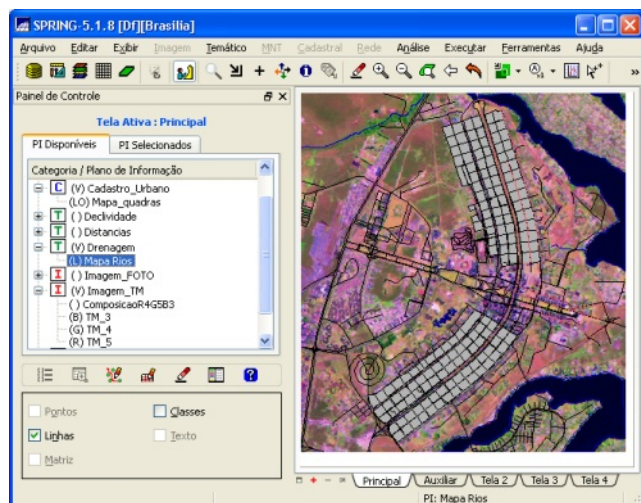 SPRING-5.1.8 [Df][Brasilia]
Arquivo Editar Exibir Imagem Temático MNT Cadastral Rede Análise Executar Ferramentas Ajuda
Painel de Controle
Tela Ativa : Principal
PI Disponíveis PI Selecionados
Categoria / Plano de Informação
C (V) Cadastro_Urbano
(LO) Mapa_quadras
T ( ) Declividade
T ( ) Distancias
T (V) Drenagem
(L) Mapa Rios
I ( ) Imagem_FOTO
I (V) Imagem_TM
( ) ComposicaoR4G5B3
(B) TM_3
(G) TM_4
(R) TM_5
Pontos Classes
Linhas Texto
Matriz
Principal Auxiliar Tela 2 Tela 3 Tela 4
PI: Mapa Rios